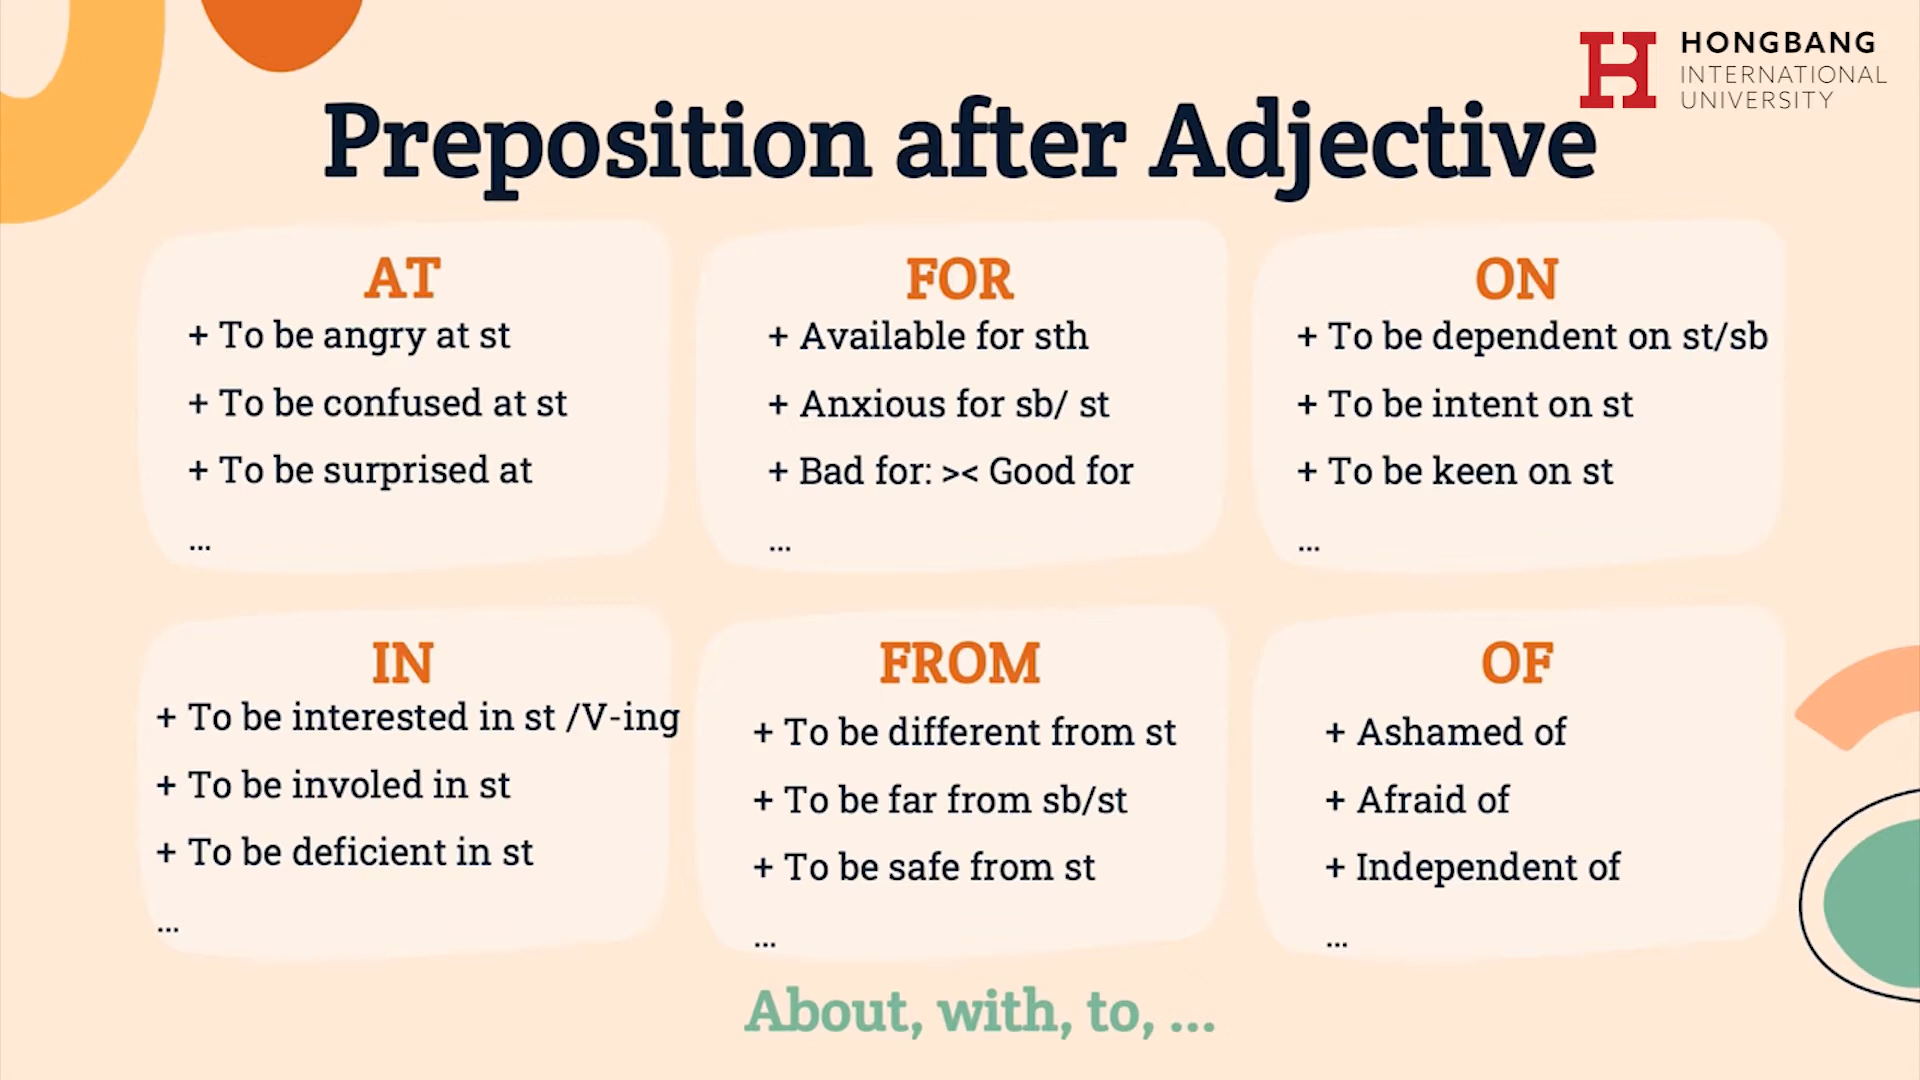 HONGBANG
INTERNATIONAL
UNIVERSITY
Preposition after Adjective
AT
+ To be angry at st
+ To be confused at st
+ To be surprised at
...
FOR
+ Available for sth
+ Anxious for sb/ st
+ Bad for: >< Good for
...
ON
+ To be dependent on st/sb
+ To be intent on st
+ To be keen on st
...
IN
+ To be interested in st /V-ing
+ To be involed in st
+ To be deficient in st
...
FROM
+ To be different from st
+ To be far from sb/st
+ To be safe from st
...
OF
+ Ashamed of
+ Afraid of
+ Independent of
...
About, with, to, ...